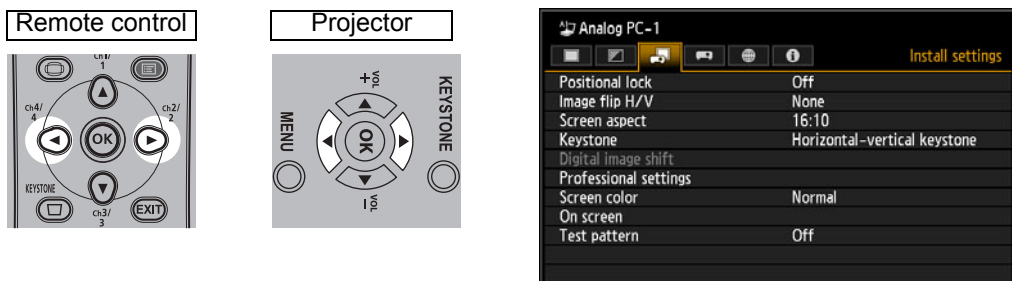 Remote control
Ch1/
1
Ch4/
4
Ch2/
2
OK
KEYSTONE
Ch3/
3
EXIT
Projector
VOL
+
KEYSTONE
MENU
OK
–
VOL
Analog PC-1
Install settings
Positional lock Off
Image flip H/V None
Screen aspect 16:10
Keystone Horizontal-vertical keystone
Digital image shift
Professional settings
Screen color Normal
On screen
Test pattern Off